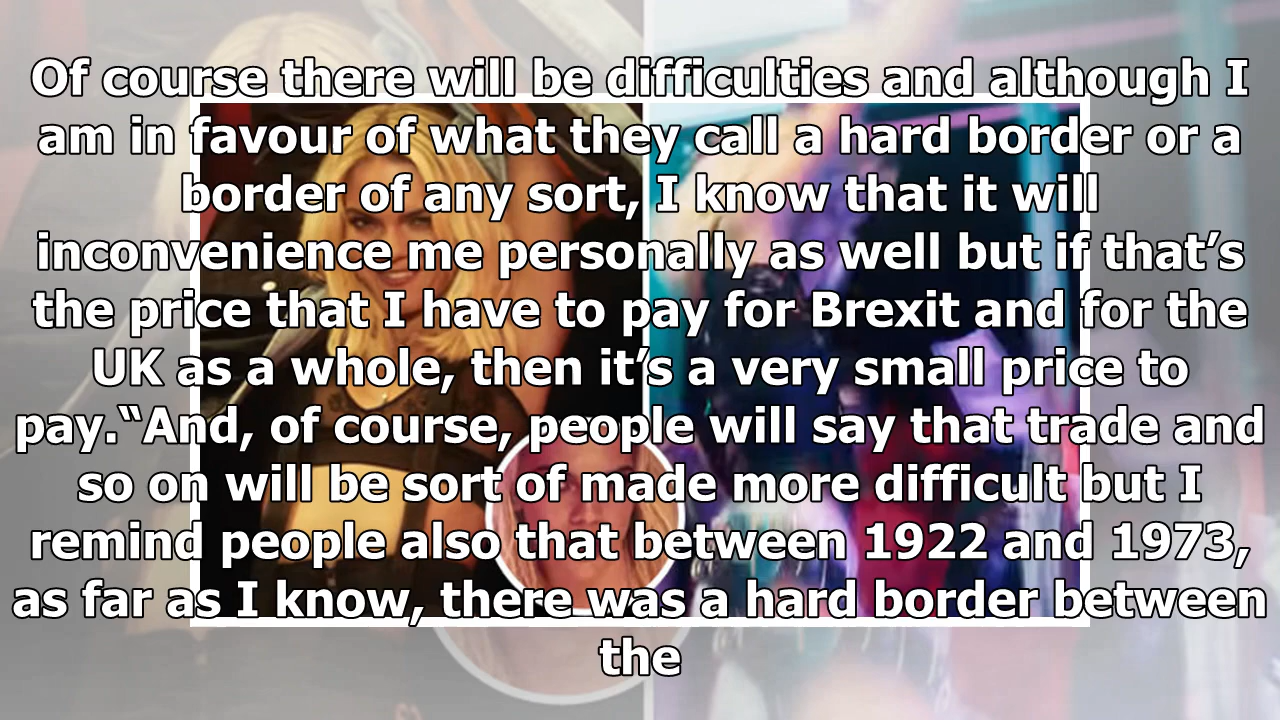 Of course there will be difficulties and although I
am in favour of what they call a hard border or a
border of any sort, I know that it will
inconvenience me personally as well but if that’s
the price that I have to pay for Brexit and for the
UK as a whole, then it’s a very small price to
pay.“And, of course, people will say that trade and
so on will be sort of made more difficult but I
remind people also that between 1922 and 1973,
as far as I know, there was a hard border between
the